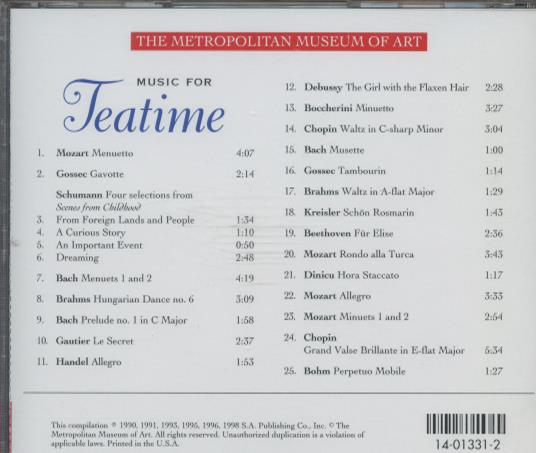 THE METROPOLITAN MUSEUM OF ART
MUSIC FOR
Teatime
1. Mozart Menuetto 4:07
2. Gossec Gavotte 2:14
Schumann Four selections from
Scenes from Childhood
3. From Foreign Lands and People 1:34
4. A Curious Story 1:10
5. An Important Event 0:50
6. Dreaming 2:48
7. Bach Menuets 1 and 2 4:19
8. Brahms Hungarian Dance no. 6 3:09
9. Bach Prelude no. 1 in C Major 1:58
10. Gautier Le Secret 2:37
11. Handel Allegro 1:53
12. Debussy The Girl with the Flaxen Hair 2:28
13. Boccherini Minuetto 3:27
14. Chopin Waltz in C-sharp Minor 3:04
15. Bach Musette 1:00
16. Gossec Tambourin 1:14
17. Brahms Waltz in A-flat Major 1:29
18. Kreisler Schön Rosmarin 1:43
19. Beethoven Für Elise 2:36
20. Mozart Rondo alla Turca 3:43
21. Dinicu Hora Staccato 1:17
22. Mozart Allegro 3:33
23. Mozart Minuets 1 and 2 2:54
24. Chopin
Grand Valse Brillante in E-flat Major 5:34
25. Bohm Perpetuo Mobile 1:27
This compilation ℗ 1990, 1991, 1993, 1995, 1996, 1998 S.A. Publishing Co., Inc. © The
Metropolitan Museum of Art. All rights reserved. Unauthorized duplication is a violation of
applicable laws. Printed in the U.S.A.
14-01331-2